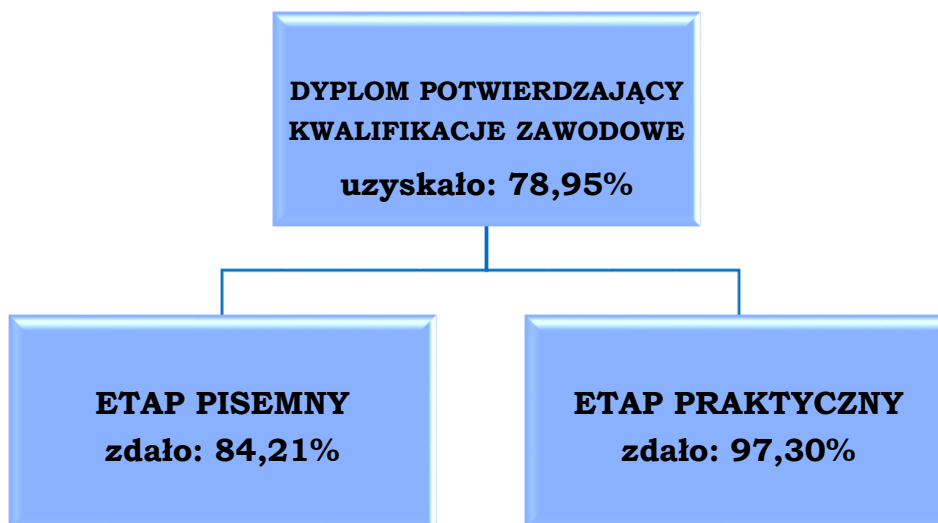 DYPLOM POTWIERDZAJĄCY
KWALIFIKACJE ZAWODOWE
uzyskało: 78,95%
ETAP PISEMNY
zdało: 84,21%
ETAP PRAKTYCZNY
zdało: 97,30%